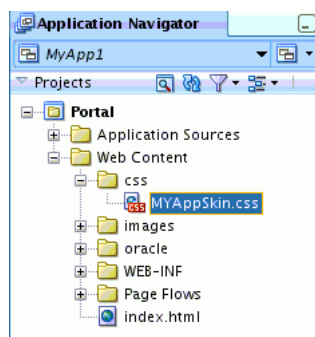 Application Navigator
MyApp1
Projects
Portal
Application Sources
Web Content
css
CSS MYAppSkin.css
images
oracle
WEB-INF
Page Flows
index.html